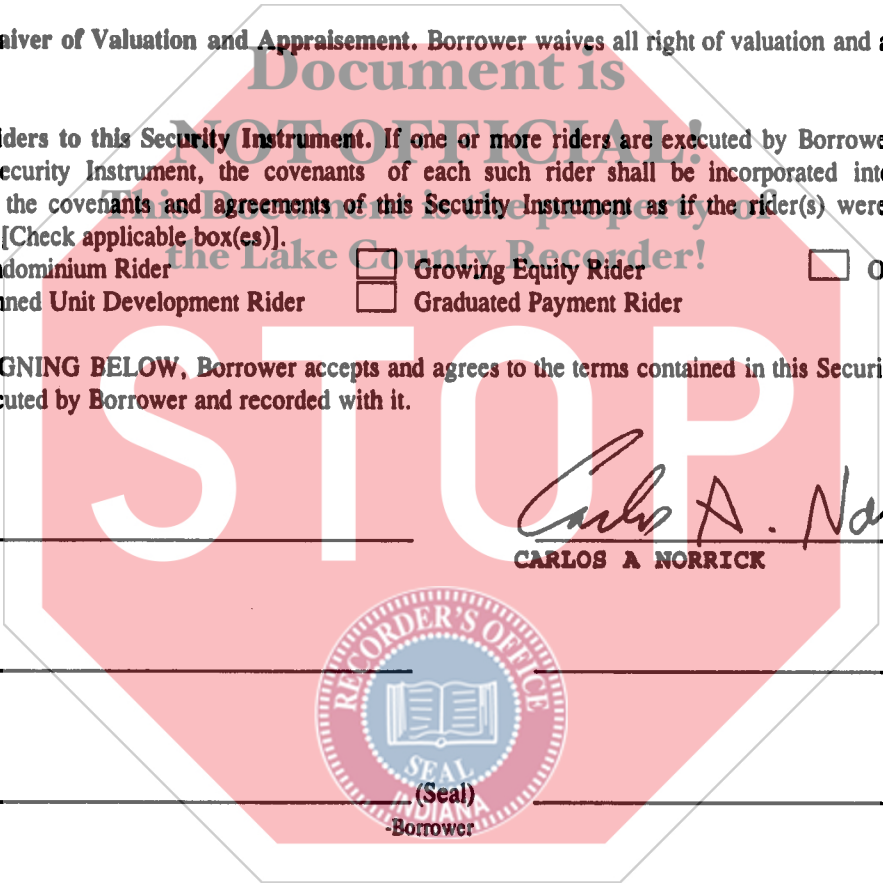 aiver of Valuation and Appraisement. Borrower waives all right of valuation and a
Document is
iders to this Security Instrument. If one or more riders are executed by Borrowe
NOT OFFICIAL!
ecurity Instrument, the covenants of each such rider shall be incorporated into
the covenants and agreements of this Security Instrument as if the rider(s) were
This Document is the property of
[Check applicable box(es)].
the Lake County Recorder!
dominium Rider Growing Equity Rider O
nned Unit Development Rider Graduated Payment Rider
GNING BELOW, Borrower accepts and agrees to the terms contained in this Securi
cuted by Borrower and recorded with it.
STOP
Carlos A. No
CARLOS A NORRICK
RECORDER'S OFFICE
SEAL
INDIANA
(Seal)
-Borrower